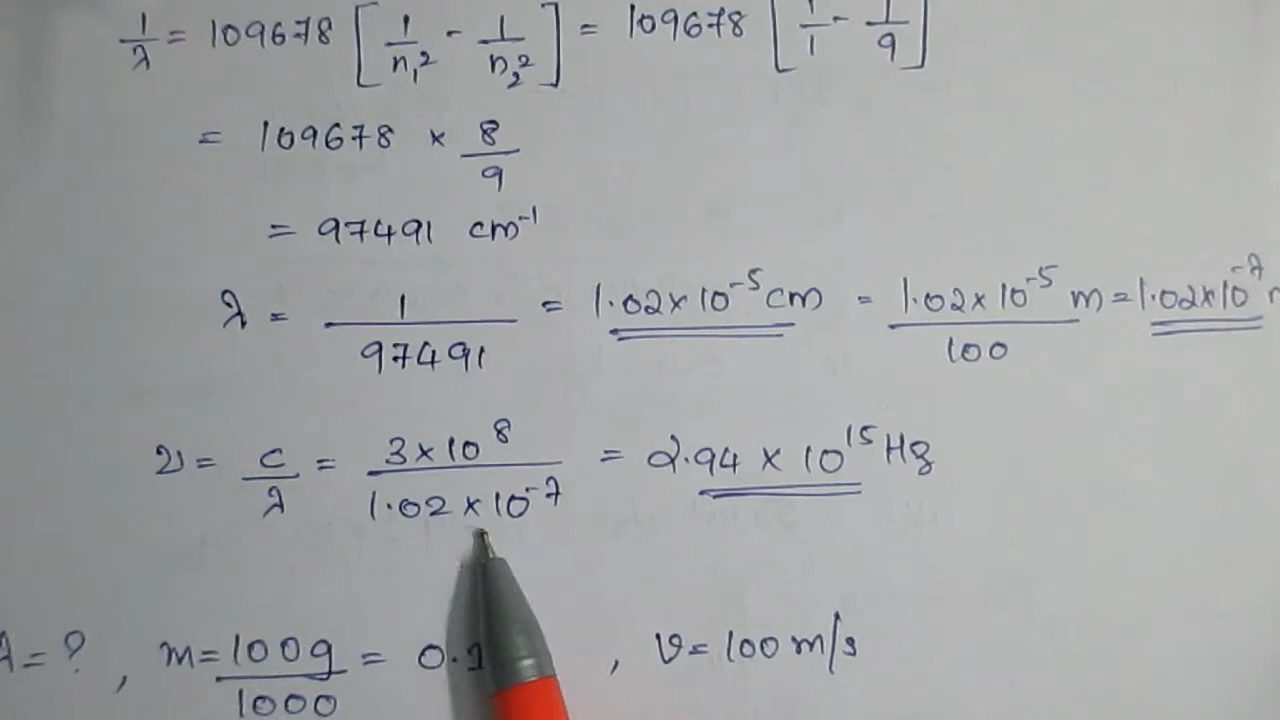 1/λ = 109678 [1/n₁² - 1/n₂²] = 109678 [1/1 - 1/9]
= 109678 × 8/9
= 97491 cm⁻¹
λ = 1/97491 = 1.02×10⁻⁵ cm = 1.02×10⁻⁵/100 m = 1.02×10⁻⁷
ν = c/λ = 3×10⁸/1.02×10⁻⁷ = 2.94 × 10¹⁵ Hz
λ = ? , m = 100g/1000 = 0.1 , v = 100 m/s